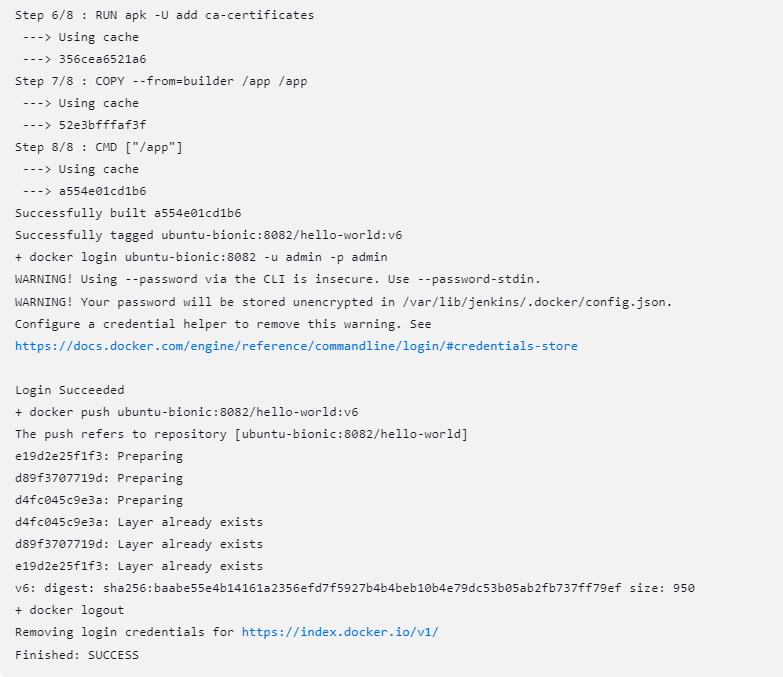 Step 6/8 : RUN apk -U add ca-certificates
---> Using cache
---> 356cea6521a6
Step 7/8 : COPY --from=builder /app /app
---> Using cache
---> 52e3bfffaf3f
Step 8/8 : CMD ["/app"]
---> Using cache
---> a554e01cd1b6
Successfully built a554e01cd1b6
Successfully tagged ubuntu-bionic:8082/hello-world:v6
+ docker login ubuntu-bionic:8082 -u admin -p admin
WARNING! Using --password via the CLI is insecure. Use --password-stdin.
WARNING! Your password will be stored unencrypted in /var/lib/jenkins/.docker/config.json.
Configure a credential helper to remove this warning. See
https://docs.docker.com/engine/reference/commandline/login/#credentials-store
Login Succeeded
+ docker push ubuntu-bionic:8082/hello-world:v6
The push refers to repository [ubuntu-bionic:8082/hello-world]
e19d2e25f1f3: Preparing
d89f3707719d: Preparing
d4fc045c9e3a: Preparing
d4fc045c9e3a: Layer already exists
d89f3707719d: Layer already exists
e19d2e25f1f3: Layer already exists
v6: digest: sha256:baabe55e4b14161a2356efd7f5927b4b4beb10b4e79dc53b05ab2fb737ff79ef size: 950
+ docker logout
Removing login credentials for https://index.docker.io/v1/
Finished: SUCCESS